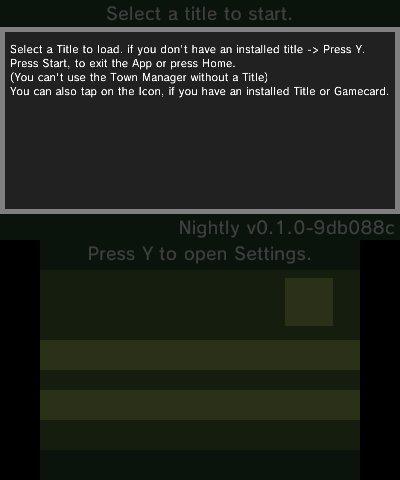 Select a title to start.
Select a Title to load. if you don't have an installed title -> Press Y.
Press Start, to exit the App or press Home.
(You can't use the Town Manager without a Title)
You can also tap on the Icon, if you have an installed Title or Gamecard.
Nightly v0.1.0-9db088c
Press Y to open Settings.